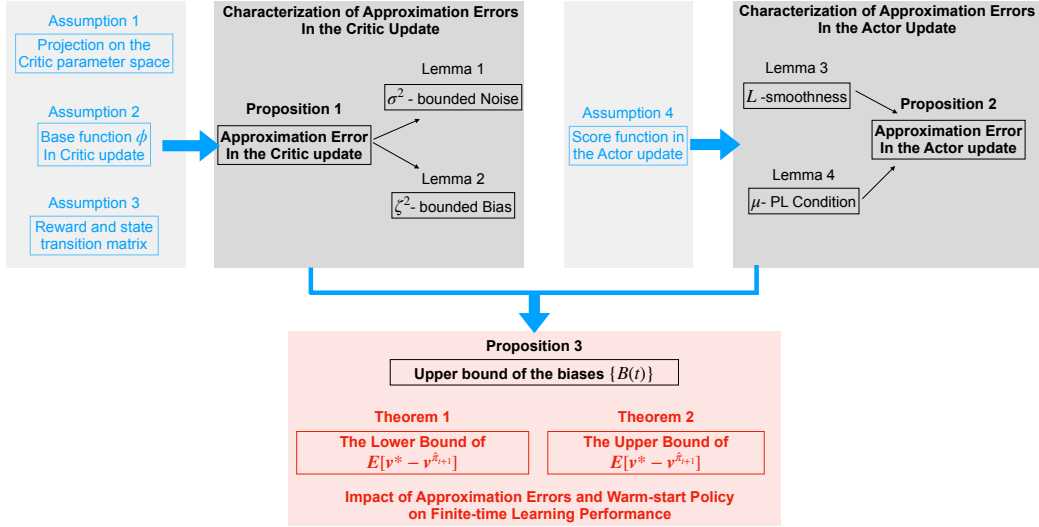 Assumption 1
Projection on the
Critic parameter space
Assumption 2
Base function ϕ
In Critic update
Assumption 3
Reward and state
transition matrix
Characterization of Approximation Errors
In the Critic Update
Proposition 1
Approximation Error
In the Critic update
Lemma 1
σ² - bounded Noise
Lemma 2
ζ²- bounded Bias
Assumption 4
Score function in
the Actor update
Characterization of Approximation Errors
In the Actor Update
Lemma 3
L -smoothness
Lemma 4
μ- PL Condition
Proposition 2
Approximation Error
In the Actor update
Proposition 3
Upper bound of the biases {B(t)}
Theorem 1
The Lower Bound of
E[v* − v^{π̂_{t+1}}]
Theorem 2
The Upper Bound of
E[v* − v^{π̂_{t+1}}]
Impact of Approximation Errors and Warm-start Policy
on Finite-time Learning Performance